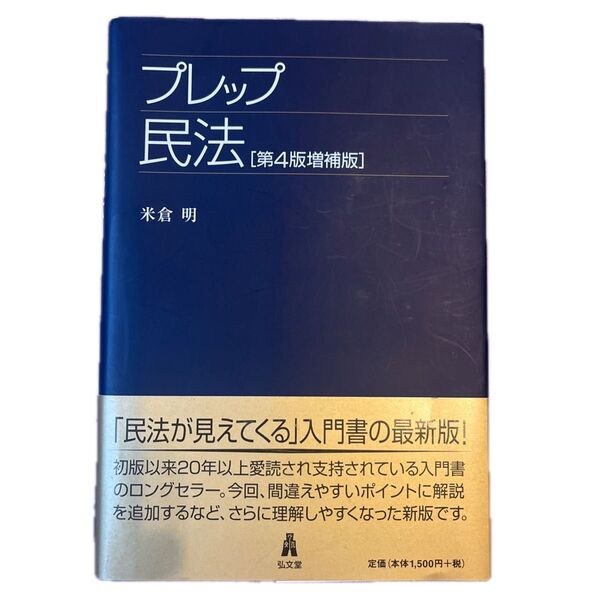 プレップ
民法[第4版増補版]
米倉 明
「民法が見えてくる」入門書の最新版!
初版以来20年以上愛読され支持されている入門書
のロングセラー。今回、間違えやすいポイントに解説
を追加するなど、さらに理解しやすくなった新版です。
弘文堂
定価(本体1,500円+税)